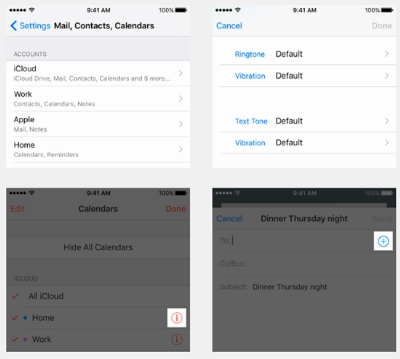 9:41 AM 100%
Settings Mail, Contacts, Calendars
ACCOUNTS
iCloud
iCloud Drive, Mail, Contacts, Calendars and 8 more...
Work
Contacts, Calendars, Notes
Apple
Mail, Notes
Home
Calendars, Reminders
9:41 AM 100%
Cancel Done
Ringtone Default
Vibration Default
Text Tone Default
Vibration Default
9:41 AM 100%
Edit Calendars Done
Hide All Calendars
ICLOUD
All iCloud
Home
Work
9:41 AM 100%
Cancel Dinner Thursday night Send
To:
Cc/Bcc:
Subject: Dinner Thursday night